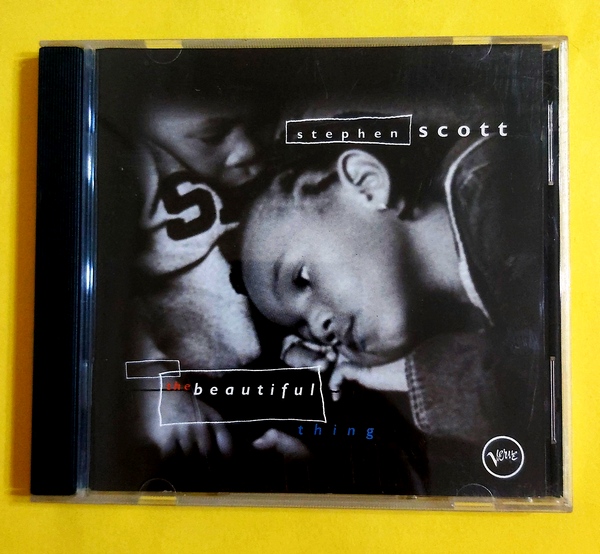 stephen scott
S
the beautiful
thing
Verve